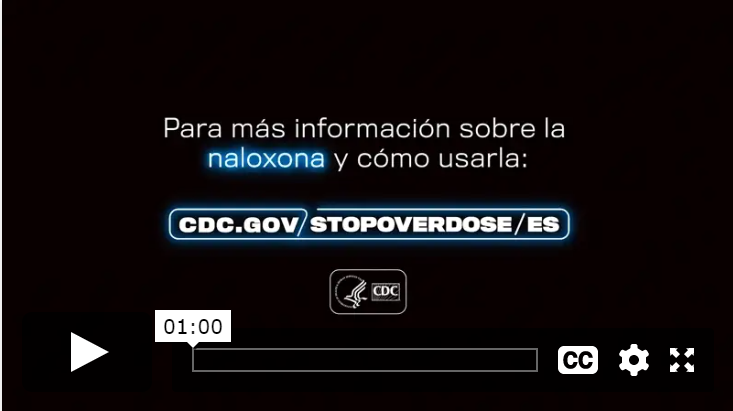 Para más información sobre la
naloxona y cómo usarla:
CDC.GOV/STOPOVERDOSE/ES
CDC
01:00
CC